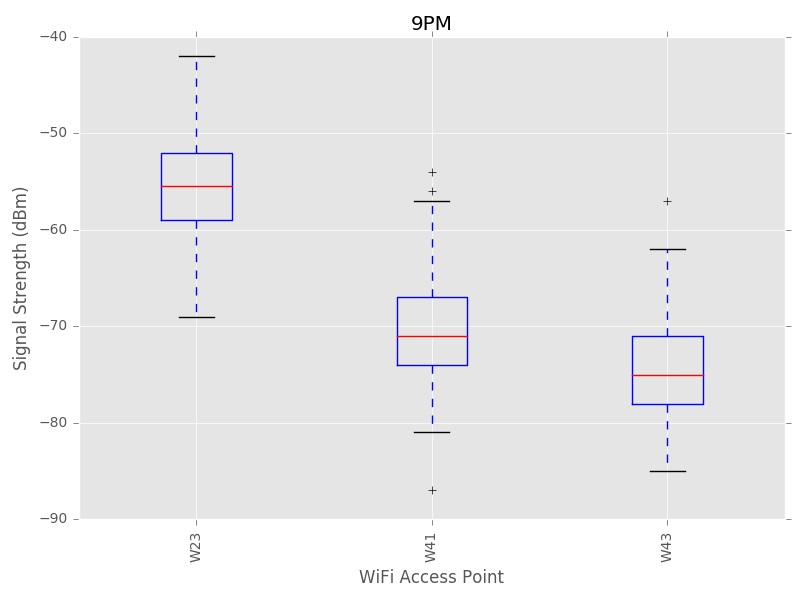 9PM
−40
−50
−60
−70
−80
−90
Signal Strength (dBm)
W23
W41
W43
WiFi Access Point